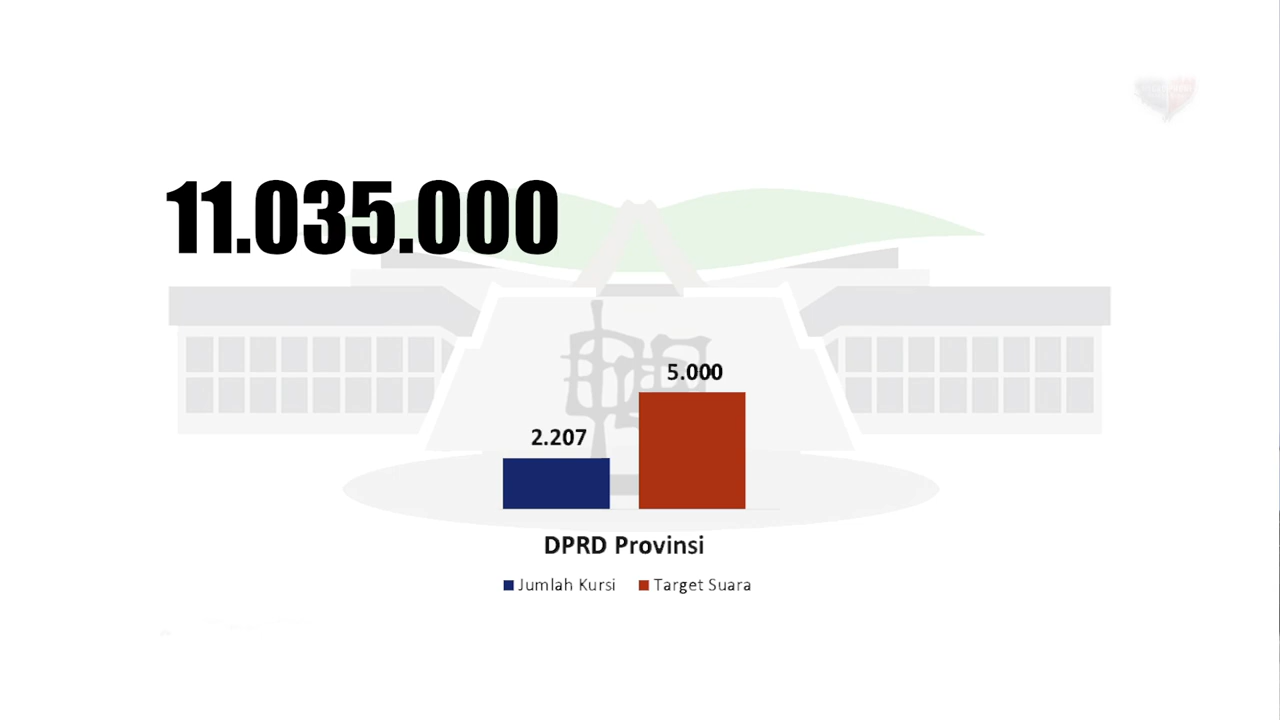 11.035.000
5.000
2.207
DPRD Provinsi
Jumlah Kursi Target Suara